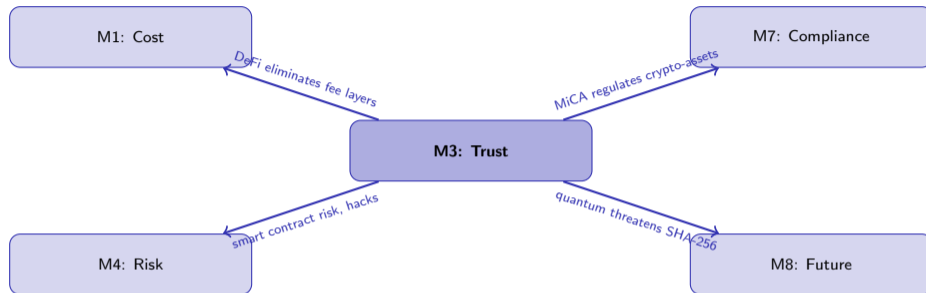 M1: Cost
M7: Compliance
DeFi eliminates fee layers
MiCA regulates crypto-assets
M3: Trust
smart contract risk, hacks
quantum threatens SHA-256
M4: Risk
M8: Future